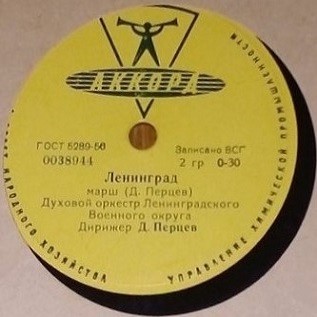 АККОРД
ГОСТ 5289-56
0038944
Записано ВСГ
2 гр 0-30
Ленинград
марш (Д. Перцев)
Духовой оркестр Ленинградского
Военного округа
Дирижер Д. Перцев
НАРОДНОГО ХОЗЯЙСТВА
УПРАВЛЕНИЕ ХИМИЧЕСКОЙ ПРОМЫШЛЕННОСТИ